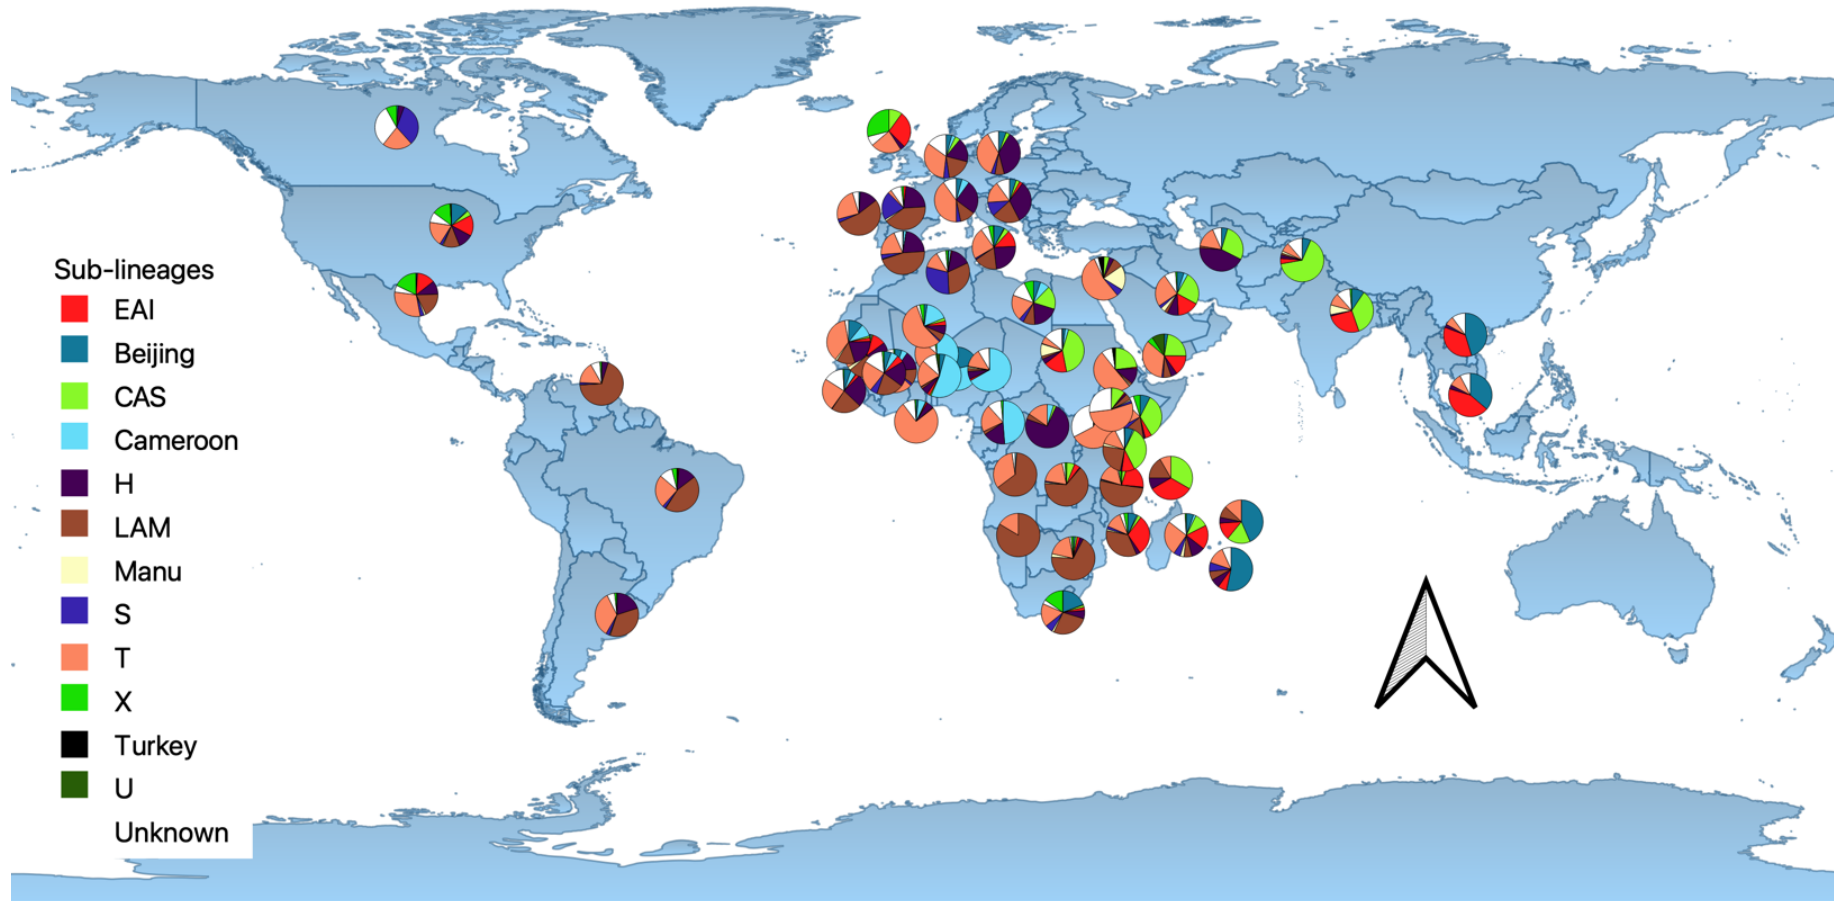 Sub-lineages
EAI
Beijing
CAS
Cameroon
H
LAM
Manu
S
T
X
Turkey
U
Unknown